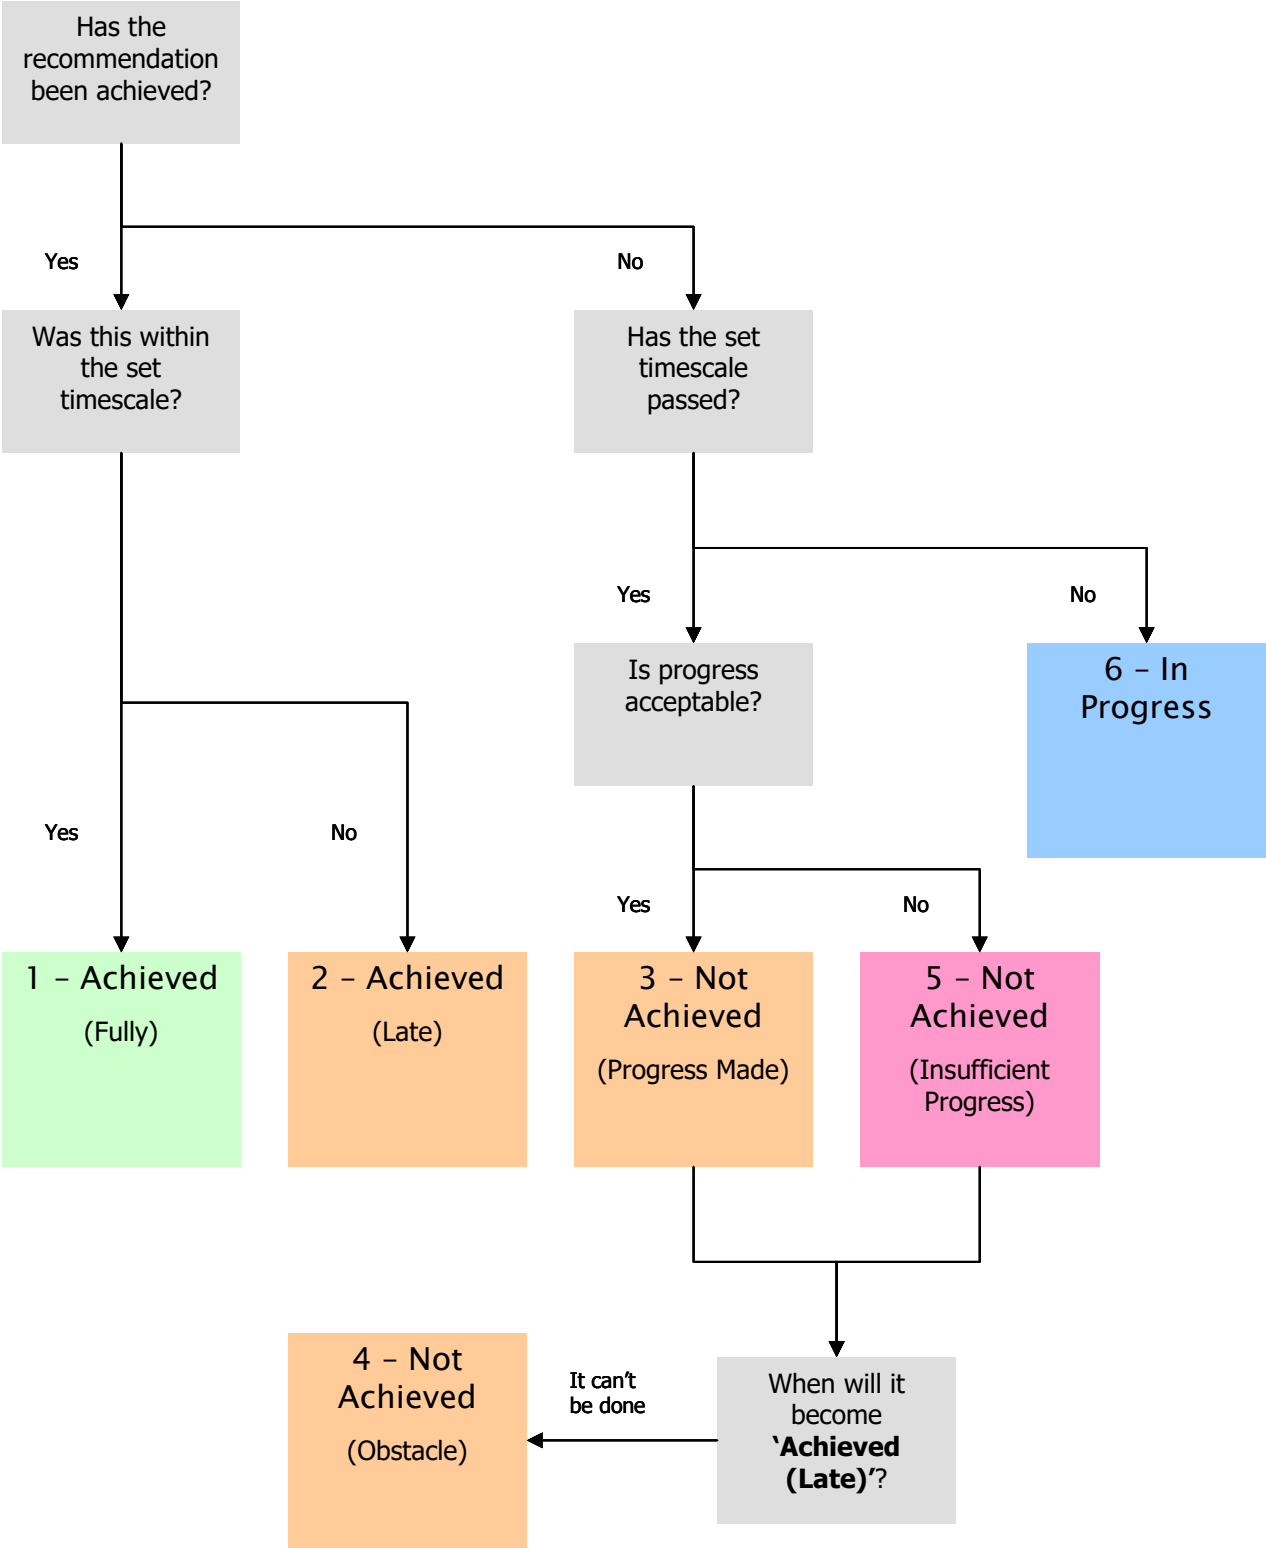 Has the
recommendation
been achieved?
Yes
No
Was this within
the set
timescale?
Has the set
timescale
passed?
Yes
No
Is progress
acceptable?
6 – In
Progress
Yes
No
Yes
No
1 – Achieved
(Fully)
2 – Achieved
(Late)
3 – Not
Achieved
(Progress Made)
5 – Not
Achieved
(Insufficient
Progress)
4 – Not
Achieved
(Obstacle)
It can’t
be done
When will it
become
‘Achieved
(Late)’?